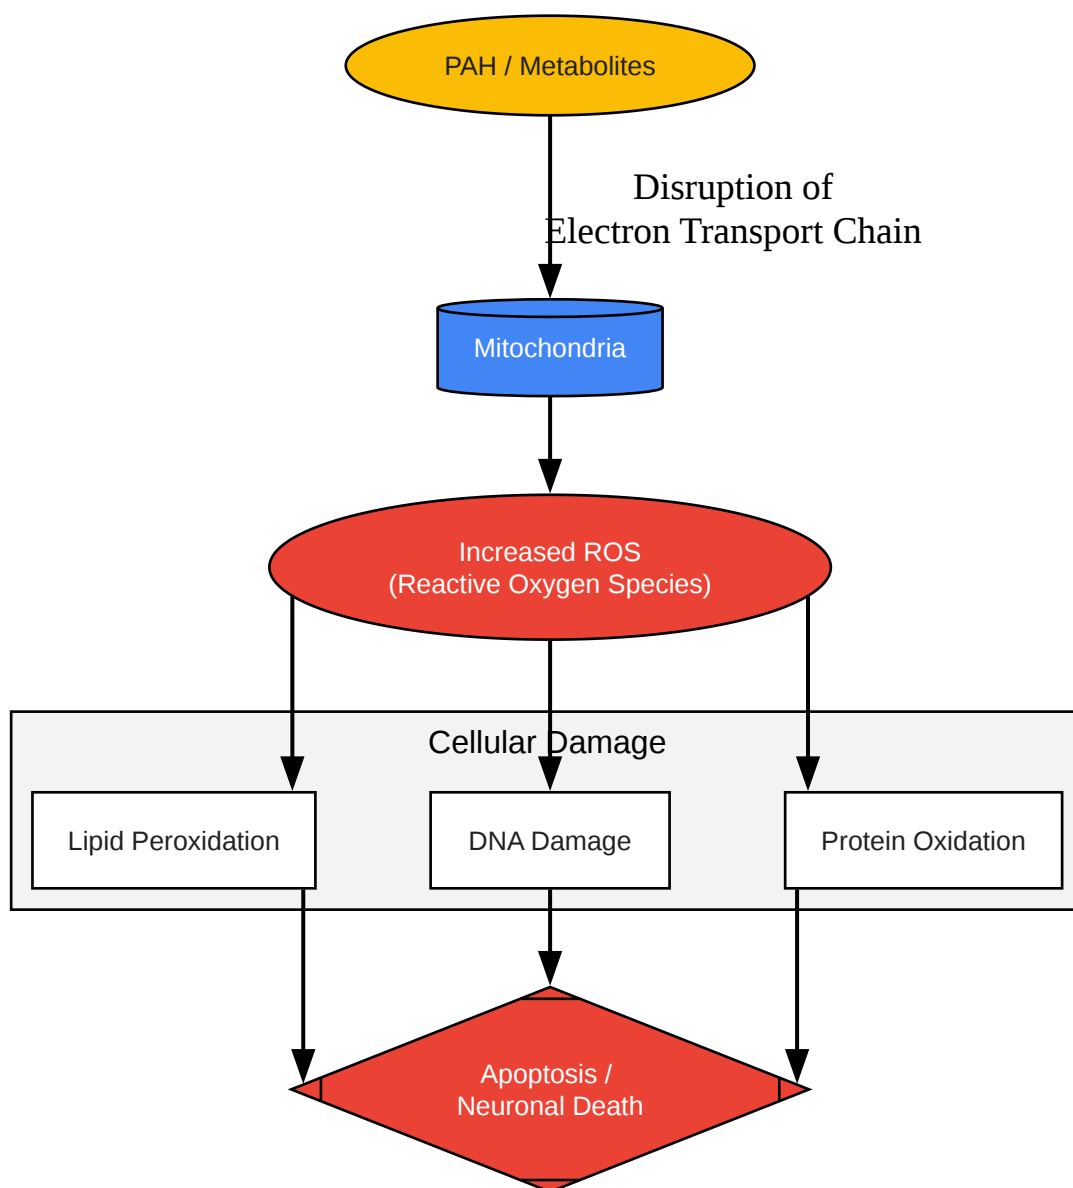 PAH / Metabolites
Disruption of
Electron Transport Chain
Mitochondria
Increased ROS
(Reactive Oxygen Species)
Cellular Damage
Lipid Peroxidation
DNA Damage
Protein Oxidation
Apoptosis /
Neuronal Death